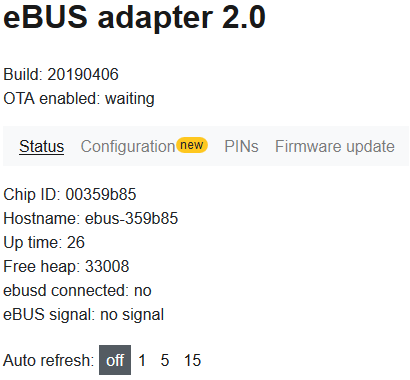 eBUS adapter 2.0
Build: 20190406
OTA enabled: waiting
Status Configuration new PINs Firmware update
Chip ID: 00359b85
Hostname: ebus-359b85
Up time: 26
Free heap: 33008
ebusd connected: no
eBUS signal: no signal
Auto refresh: off 1 5 15